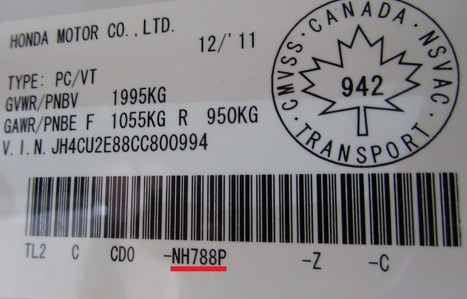 HONDA MOTOR CO.,LTD.
12/'11
TYPE: PC/VT
GVWR/PNBV 1995KG
GAWR/PNBE F 1055KG R 950KG
V.I.N. JH4CU2E88CC800994
CMVSS・CANADA・NSVAC・TRANSPORT・
942
TL2 C CDO -NH788P -Z -C